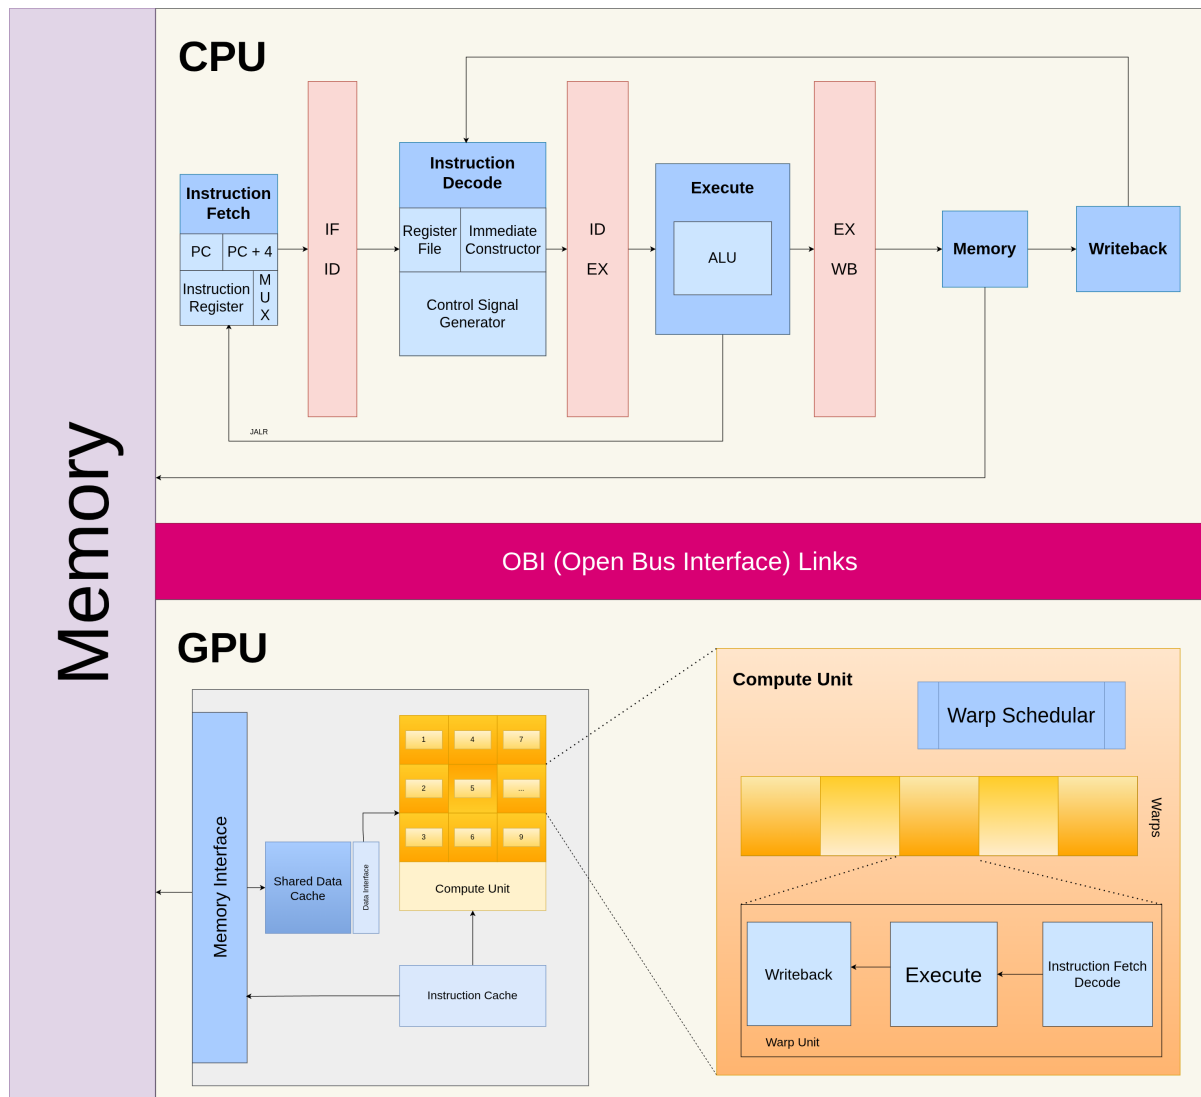 Memory
CPU
Instruction
Fetch
PC
PC + 4
Instruction
Register
M
U
X
IF
ID
Instruction
Decode
Register
File
Immediate
Constructor
Control Signal
Generator
ID
EX
Execute
ALU
EX
WB
Memory
Writeback
JALR
OBI (Open Bus Interface) Links
GPU
Memory Interface
Shared Data
Cache
Data Interface
1
4
7
2
5
...
3
6
9
Compute Unit
Instruction Cache
Compute Unit
Warp Schedular
Warps
Writeback
Execute
Instruction Fetch
Decode
Warp Unit